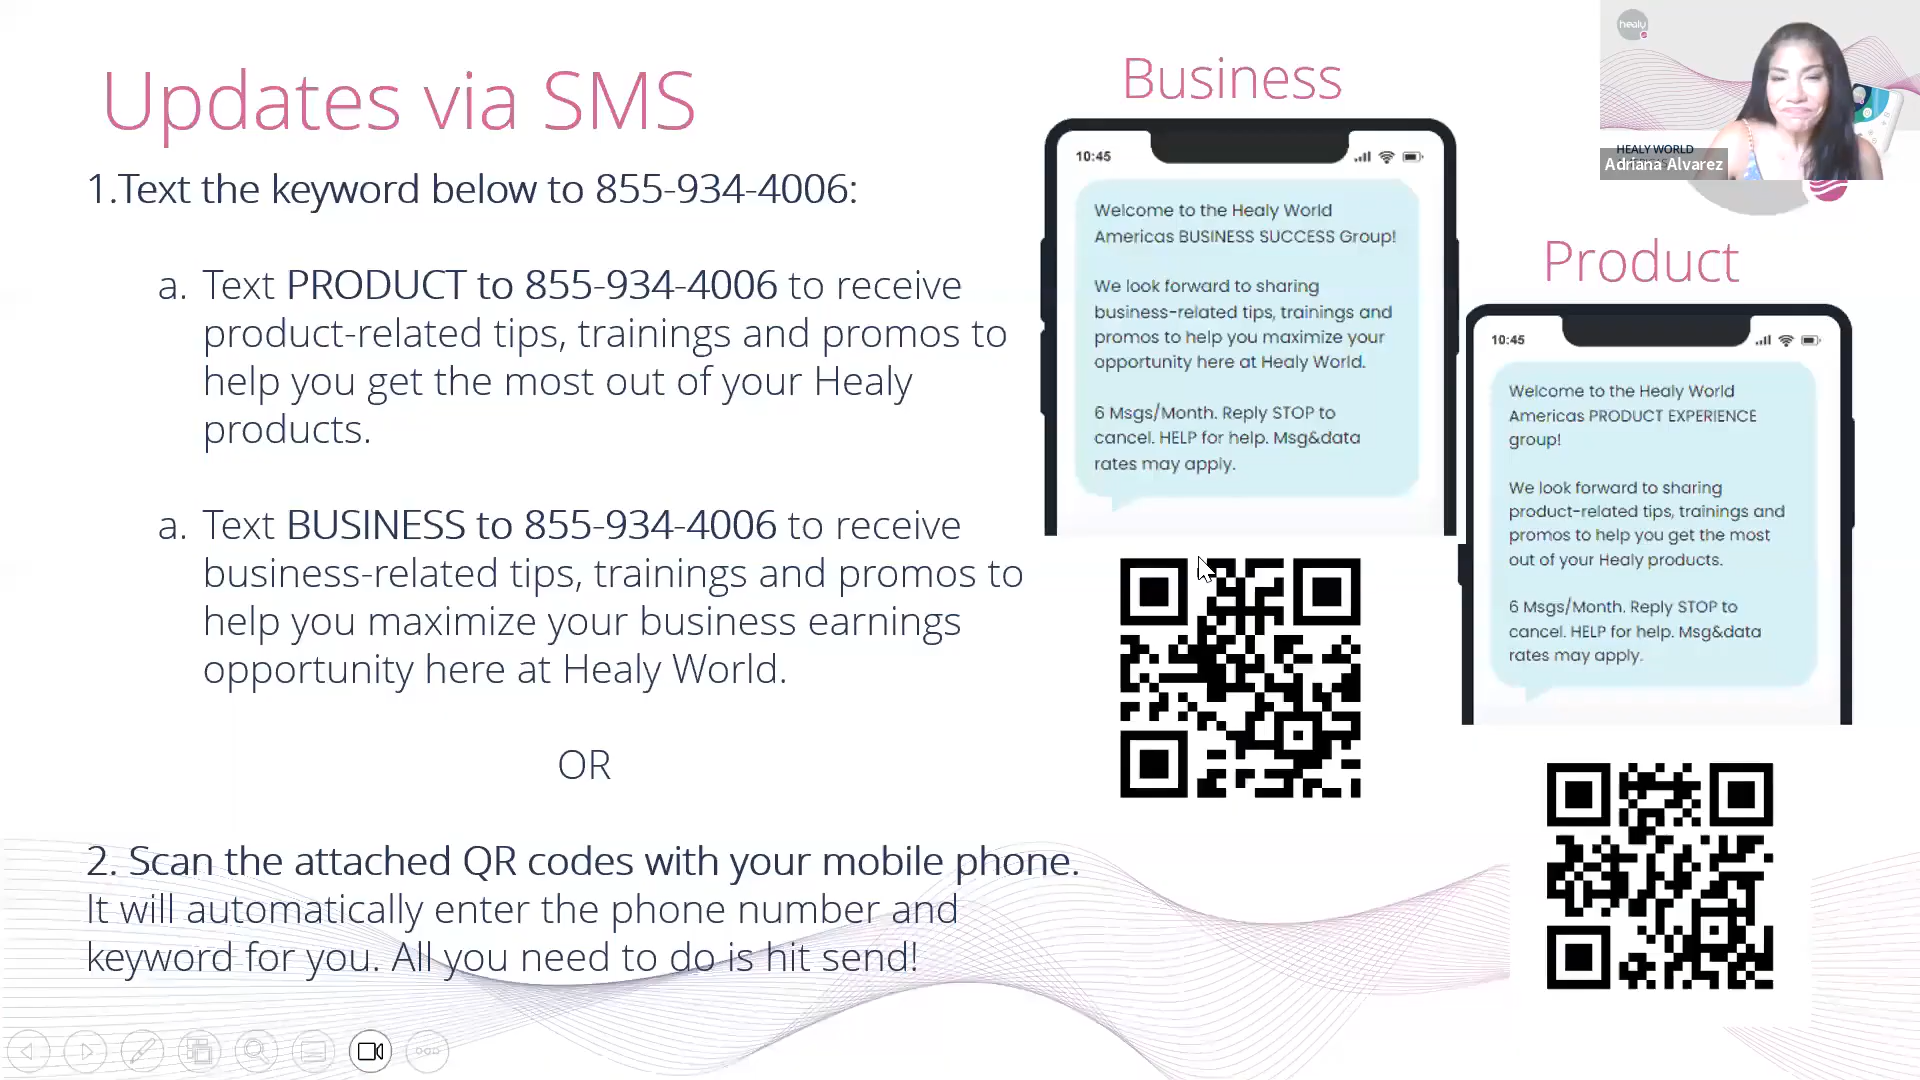 Updates via SMS
1.Text the keyword below to 855-934-4006:
a. Text PRODUCT to 855-934-4006 to receive
product-related tips, trainings and promos to
help you get the most out of your Healy
products.
a. Text BUSINESS to 855-934-4006 to receive
business-related tips, trainings and promos to
help you maximize your business earnings
opportunity here at Healy World.
OR
2. Scan the attached QR codes with your mobile phone.
It will automatically enter the phone number and
keyword for you. All you need to do is hit send!
Business
10:45
Welcome to the Healy World
Americas BUSINESS SUCCESS Group!
We look forward to sharing
business-related tips, trainings and
promos to help you maximize your
opportunity here at Healy World.
6 Msgs/Month. Reply STOP to
cancel. HELP for help. Msg&data
rates may apply.
Product
10:45
Welcome to the Healy World
Americas PRODUCT EXPERIENCE
group!
We look forward to sharing
product-related tips, trainings and
promos to help you get the most
out of your Healy products.
6 Msgs/Month. Reply STOP to
cancel. HELP for help. Msg&data
rates may apply.
healy
HEALY WORLD
Adriana Alvarez